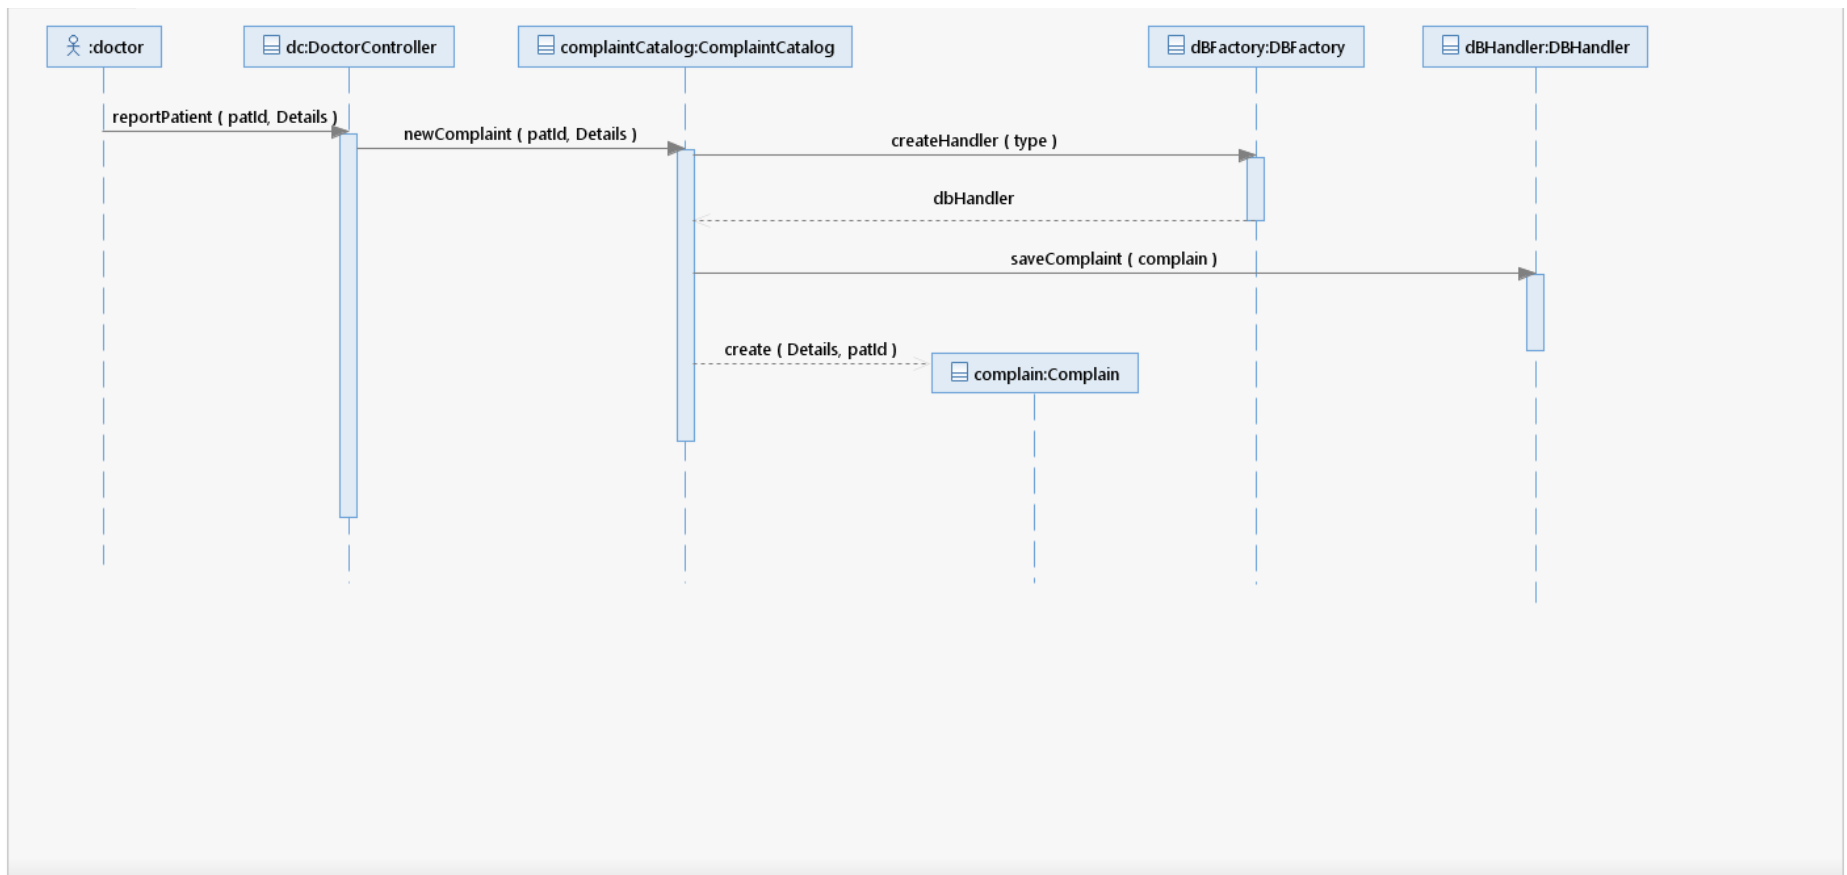 :doctor
dc:DoctorController
complaintCatalog:ComplaintCatalog
dBFactory:DBFactory
dBHandler:DBHandler
reportPatient ( patId, Details )
newComplaint ( patId, Details )
createHandler ( type )
dbHandler
saveComplaint ( complain )
create ( Details, patId )
complain:Complain